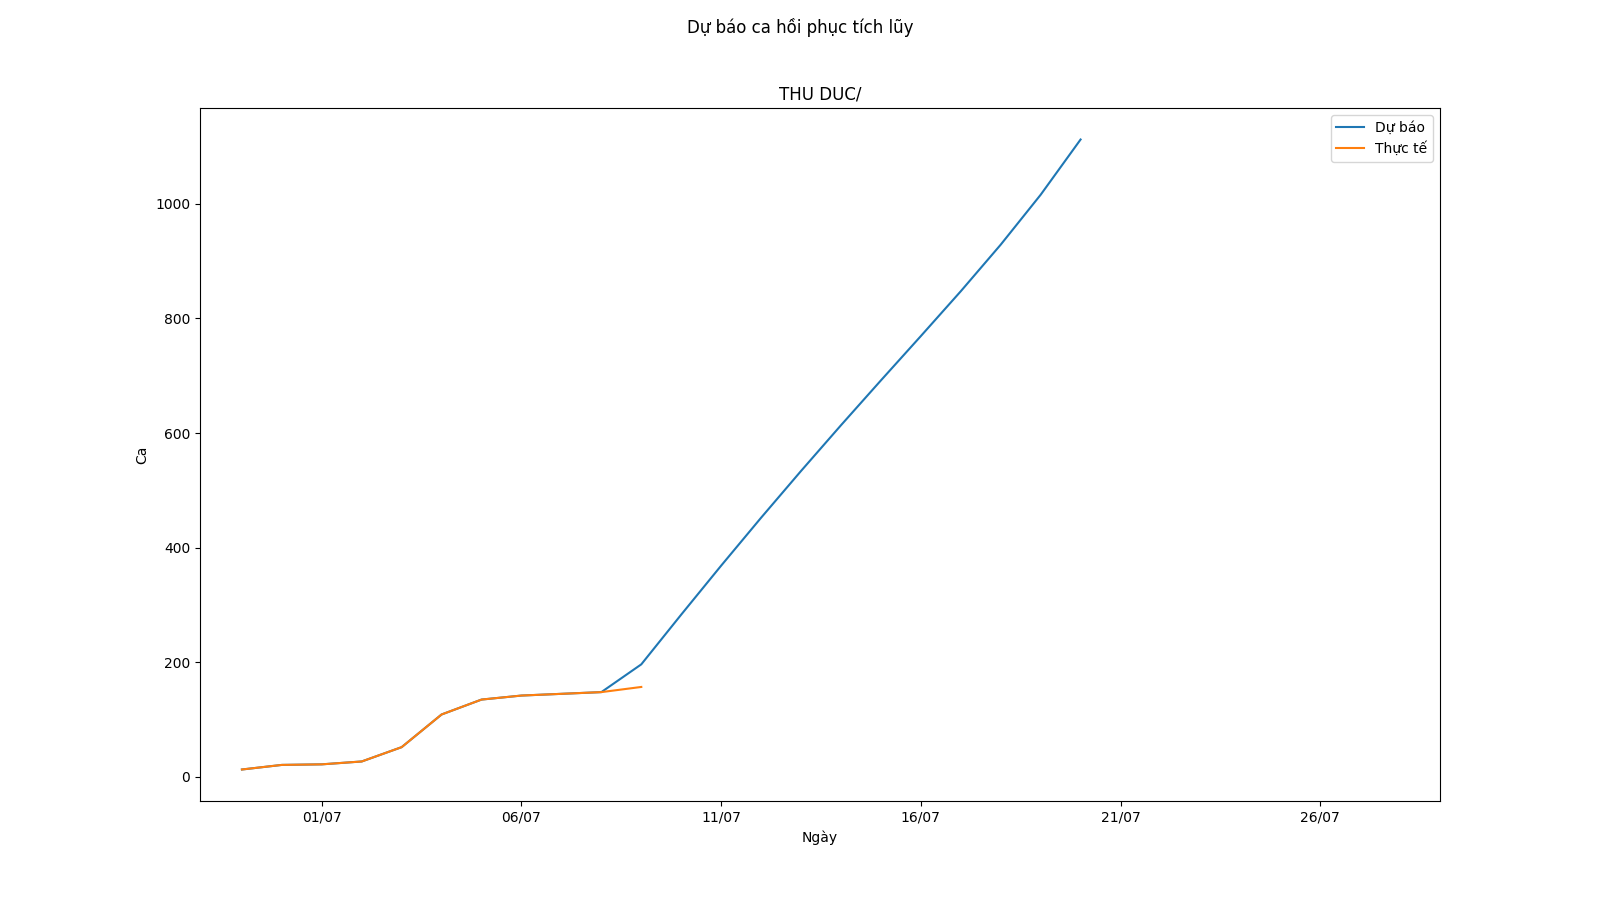 Dự báo ca hồi phục tích lũy
THU DUC/
Dự báo
Thực tế
1000
800
600
400
200
0
Ca
01/07 06/07 11/07 16/07 21/07 26/07
Ngày